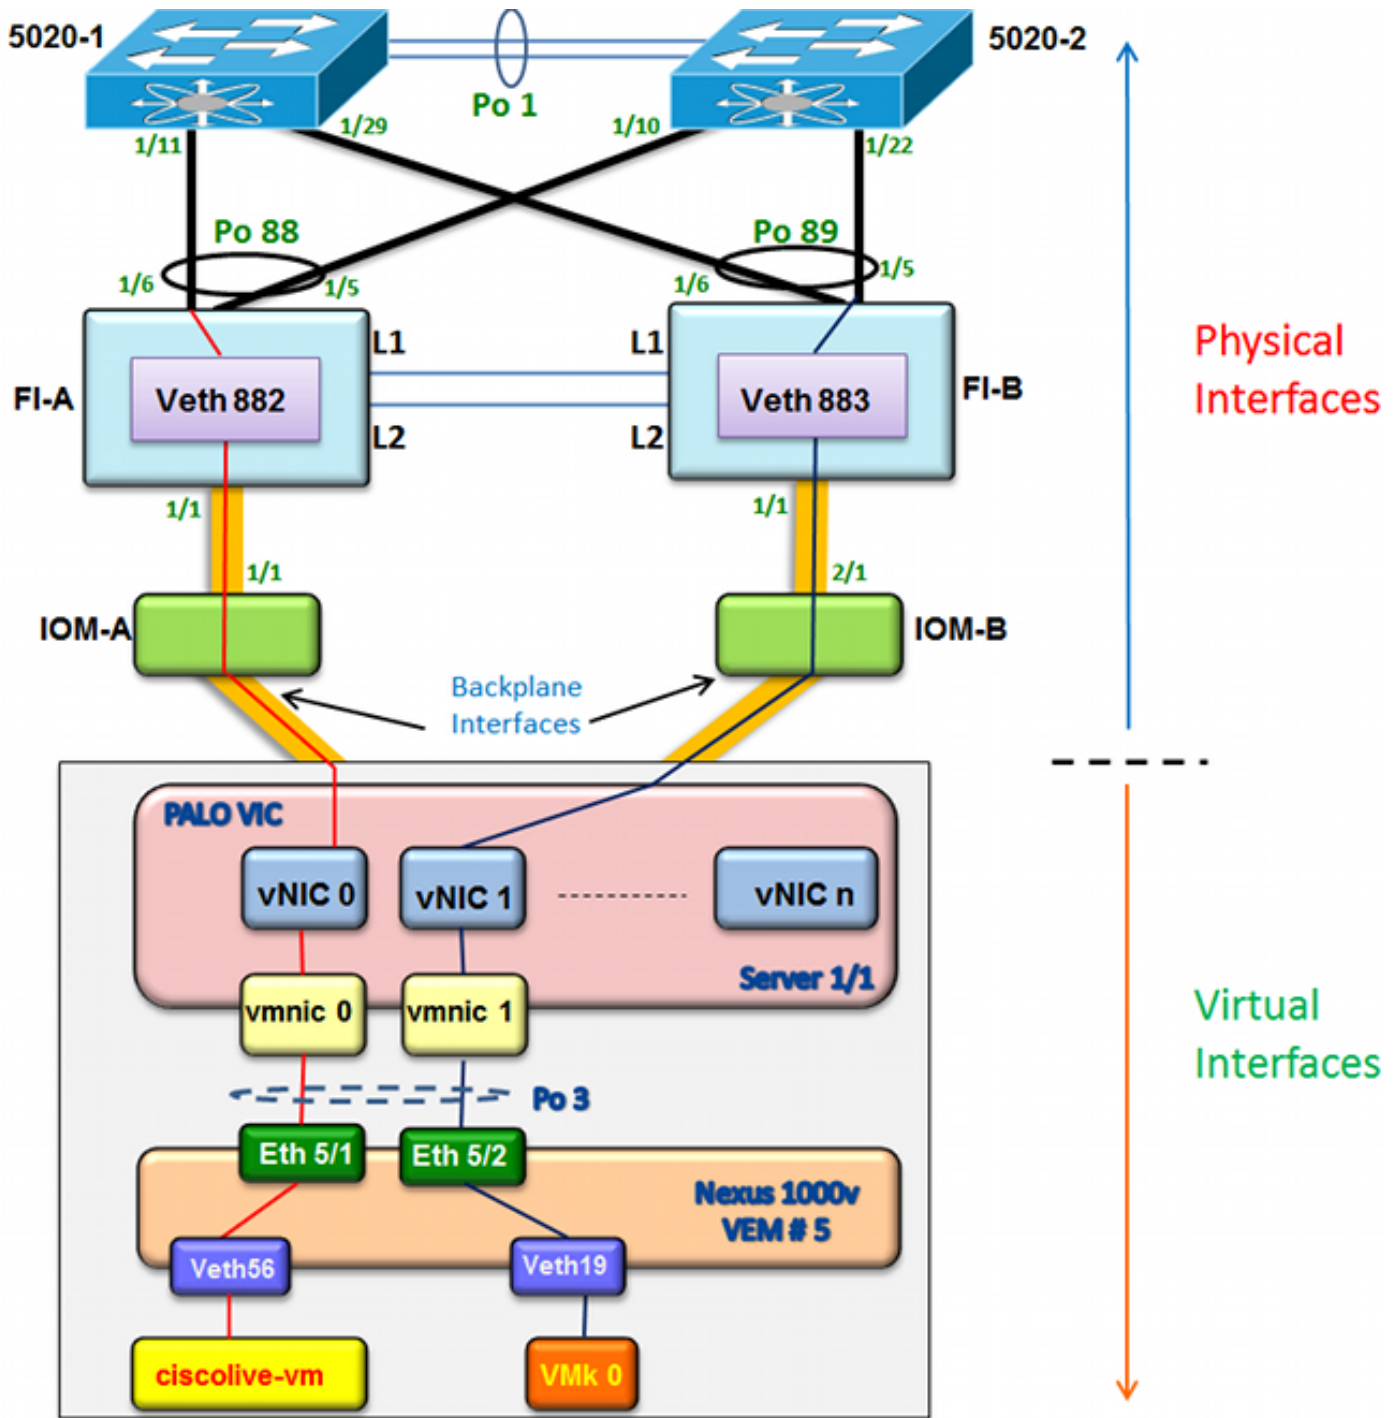 5020-1
5020-2
Po 1
1/29
1/10
1/11
1/22
Po 88
Po 89
1/6
1/5
1/6
1/5
L1
L1
Physical
Interfaces
FI-A
Veth 882
Veth 883
FI-B
L2
L2
1/1
1/1
1/1
2/1
IOM-A
IOM-B
Backplane
Interfaces
PALO VIC
vNIC 0
vNIC 1
vNIC n
Server 1/1
vmnic 0
vmnic 1
Virtual
Interfaces
Po 3
Eth 5/1
Eth 5/2
Nexus 1000v
VEM # 5
Veth56
Veth19
ciscolive-vm
VMk 0